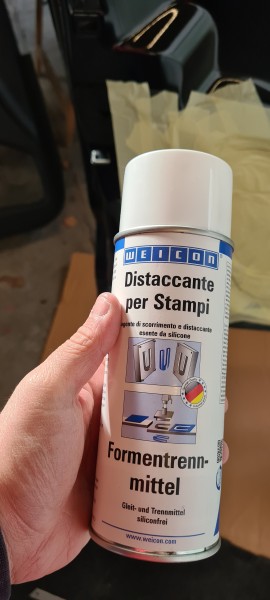 WEICON
Distaccante
per Stampi
agente di scorrimento e distaccante
esente da silicone
Formentrenn-
mittel
Gleit- und Trennmittel
siliconfrei
www.weicon.com